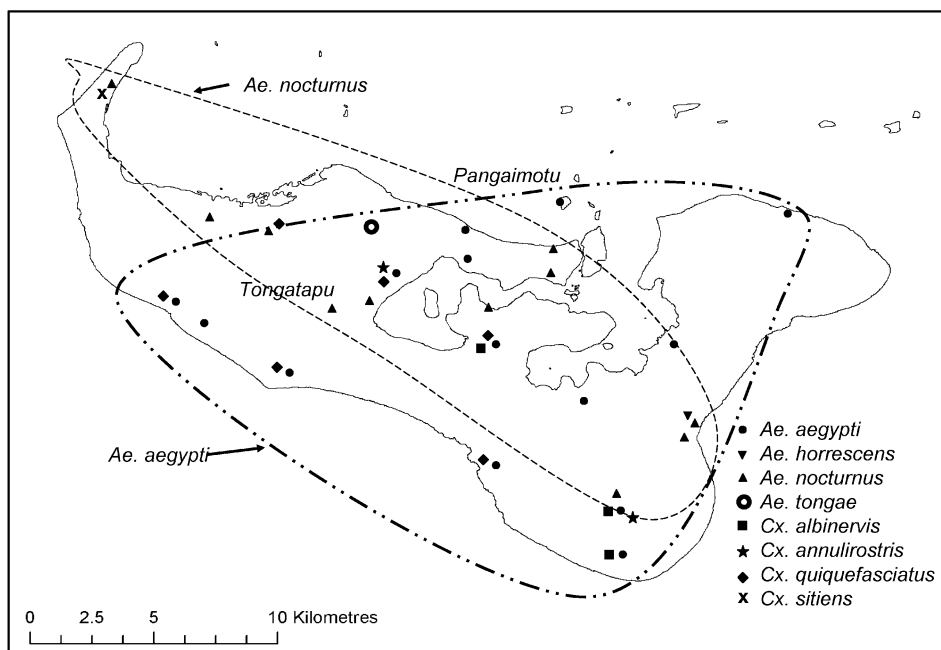 Ae. nocturnus
Pangaimotu
Tongatapu
Ae. aegypti
Ae. aegypti
Ae. horrescens
Ae. nocturnus
Ae. tongae
Cx. albinervis
Cx. annulirostris
Cx. quiquefasciatus
Cx. sitiens
0 2.5 5 10 Kilometres